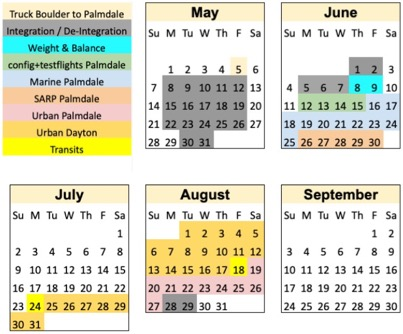 Truck Boulder to Palmdale
Integration / De-Integration
Weight & Balance
config+testflights Palmdale
Marine Palmdale
SARP Palmdale
Urban Palmdale
Urban Dayton
Transits
May
Su M Tu W Th F Sa
1 2 3 4 5 6
7 8 9 10 11 12 13
14 15 16 17 18 19 20
21 22 23 24 25 26 27
28 29 30 31
June
Su M Tu W Th F Sa
1 2 3
4 5 6 7 8 9 10
11 12 13 14 15 16 17
18 19 20 21 22 23 24
25 26 27 28 29 30
July
Su M Tu W Th F Sa
1
2 3 4 5 6 7 8
9 10 11 12 13 14 15
16 17 18 19 20 21 22
23 24 25 26 27 28 29
30 31
August
Su M Tu W Th F Sa
1 2 3 4 5
6 7 8 9 10 11 12
13 14 15 16 17 18 19
20 21 22 23 24 25 26
27 28 29 30 31
September
Su M Tu W Th F Sa
1 2
3 4 5 6 7 8 9
10 11 12 13 14 15 16
17 18 19 20 21 22 23
24 25 26 27 28 29 30